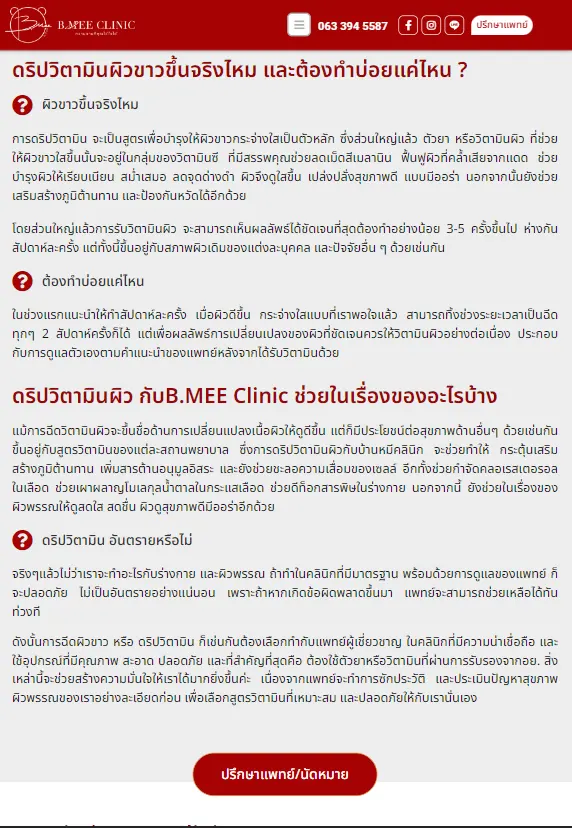 B.MEE CLINIC
063 394 5587
ปรึกษาแพทย์
ดริปวิตามินผิวขาวขึ้นจริงไหม และต้องทำบ่อยแค่ไหน ?
ผิวขาวขึ้นจริงไหม
การดริปวิตามิน จะเป็นสูตรเพื่อบำรุงให้ผิวขาวกระจ่างใสเป็นตัวหลัก ซึ่งส่วนใหญ่แล้ว ตัวยา หรือวิตามินผิว ที่ช่วย
ให้ผิวขาวใสขึ้นนั้นจะอยู่ในกลุ่มของวิตามินซี ที่มีสรรพคุณช่วยลดเม็ดสีเมลานิน ฟื้นฟูผิวที่คล้ำเสียจากแดด ช่วย
บำรุงผิวให้เรียบเนียน สม่ำเสมอ ลดจุดด่างดำ ผิวจึงดูใสขึ้น เปล่งปลั่งสุขภาพดี แบบมีออร่า นอกจากนั้นยังช่วย
เสริมสร้างภูมิต้านทาน และป้องกันหวัดได้อีกด้วย
โดยส่วนใหญ่แล้วการรับวิตามินผิว จะสามารถเห็นผลลัพธ์ได้ชัดเจนที่สุดต้องทำอย่างน้อย 3-5 ครั้งขึ้นไป ห่างกัน
สัปดาห์ละครั้ง แต่ทั้งนี้ขึ้นอยู่กับสภาพผิวเดิมของแต่ละบุคคล และปัจจัยอื่น ๆ ด้วยเช่นกัน
ต้องทำบ่อยแค่ไหน
ในช่วงแรกแนะนำให้ทำสัปดาห์ละครั้ง เมื่อผิวดีขึ้น กระจ่างใสแบบที่เราพอใจแล้ว สามารถทิ้งช่วงระยะเวลาเป็นฉีด
ทุกๆ 2 สัปดาห์ครั้งก็ได้ แต่เพื่อผลลัพธ์การเปลี่ยนเปลงของผิวที่ชัดเจนควรให้วิตามินผิวอย่างต่อเนื่อง ประกอบ
กับการดูแลตัวเองตามคำแนะนำของแพทย์หลังจากได้รับวิตามินด้วย
ดริปวิตามินผิว กับB.MEE Clinic ช่วยในเรื่องของอะไรบ้าง
แม้การฉีดวิตามินผิวจะขึ้นชื่อด้านการเปลี่ยนแปลงเนื้อผิวให้ดูดีขึ้น แต่ก็มีประโยชน์ต่อสุขภาพด้านอื่นๆ ด้วยเช่นกัน
ขึ้นอยู่กับสูตรวิตามินของแต่ละสถานพยาบาล ซึ่งการดริปวิตามินผิวกับบ้านหมีคลินิก จะช่วยทำให้ กระตุ้นเสริม
สร้างภูมิต้านทาน เพิ่มสารต้านอนุมูลอิสระ และยังช่วยชะลอความเสื่อมของเซลล์ อีกทั้งช่วยกำจัดคลอเรสเตอรอล
ในเลือด ช่วยเผาผลาญโมเลกุลน้ำตาลในกระแสเลือด ช่วยดีท็อกสารพิษในร่างกาย นอกจากนี้ ยังช่วยในเรื่องของ
ผิวพรรณให้ดูสดใส สดชื่น ผิวดูสุขภาพดีมีออร่าอีกด้วย
ดริปวิตามิน อันตรายหรือไม่
จริงๆแล้วไม่ว่าเราจะทำอะไรกับร่างกาย และผิวพรรณ ถ้าทำในคลินิกที่มีมาตรฐาน พร้อมด้วยการดูแลของแพทย์ ก็
จะปลอดภัย ไม่เป็นอันตรายอย่างแน่นอน เพราะถ้าหากเกิดข้อผิดพลาดขึ้นมา แพทย์จะสามารถช่วยเหลือได้ทัน
ท่วงที
ดังนั้นการฉีดผิวขาว หรือ ดริปวิตามิน ก็เช่นกันต้องเลือกทำกับแพทย์ผู้เชี่ยวชาญ ในคลินิกที่มีความน่าเชื่อถือ และ
ใช้อุปกรณ์ที่มีคุณภาพ สะอาด ปลอดภัย และที่สำคัญที่สุดคือ ต้องใช้ตัวยาหรือวิตามินที่ผ่านการรับรองจากอย. สิ่ง
เหล่านี้จะช่วยสร้างความมั่นใจให้เราได้มากยิ่งขึ้นค่ะ เนื่องจากแพทย์จะทำการซักประวัติ และประเมินปัญหาสุขภาพ
ผิวพรรณของเราอย่างละเอียดก่อน เพื่อเลือกสูตรวิตามินที่เหมาะสม และปลอดภัยให้กับเรานั่นเอง
ปรึกษาแพทย์/นัดหมาย